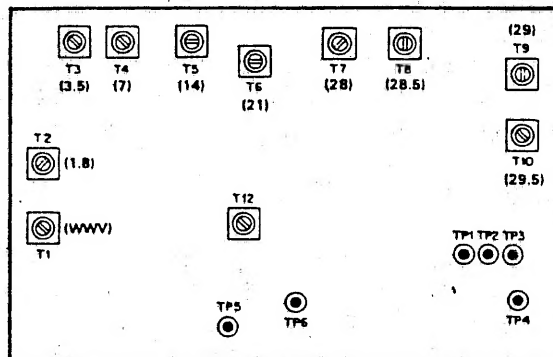 (29)
T9
T3 T4 T5 T6 T7 T8
(3.5) (7) (14) (21) (28) (28.5)
T2
(1.8)
T10
(29.5)
T12
(WWV)
T1
TP1 TP2 TP3
TP5 TP6 TP4